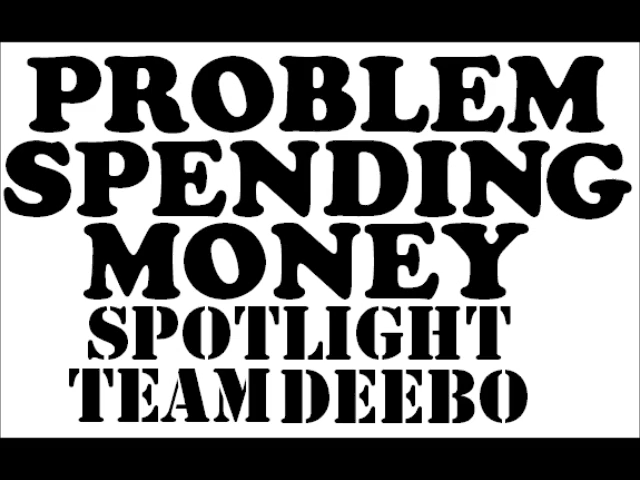 PROBLEM
SPENDING
MONEY
SPOTLIGHT
TEAM DEEBO